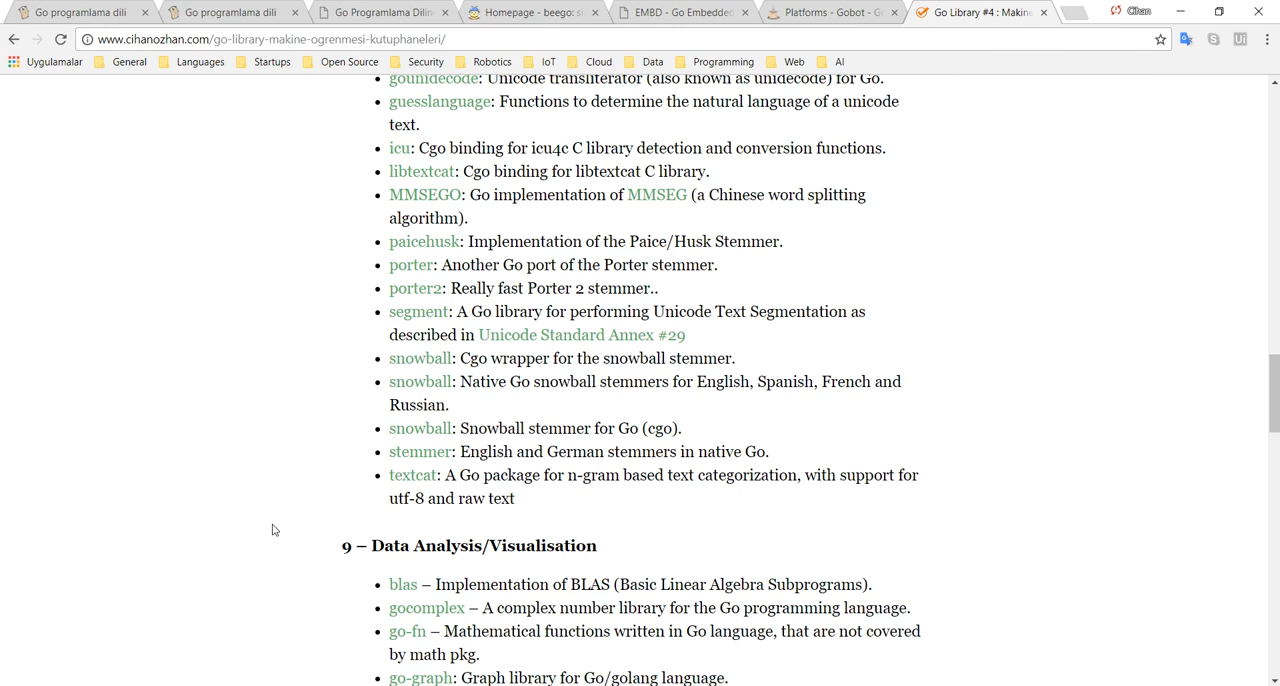 Go programlama dili
Go programlama dili
Go Programlama Dilin
Homepage - beego: si
EMBD - Go Embedded
Platforms - Gobot - G
Go Library #4 : Makine
Cihan
www.cihanozhan.com/go-library-makine-ogrenmesi-kutuphaneleri/
Uygulamalar General Languages Startups Open Source Security Robotics IoT Cloud Data Programming Web AI
gounidecode: Unicode transliterator (also known as unidecode) for Go.
guesslanguage: Functions to determine the natural language of a unicode
text.
icu: Cgo binding for icu4c C library detection and conversion functions.
libtextcat: Cgo binding for libtextcat C library.
MMSEGO: Go implementation of MMSEG (a Chinese word splitting
algorithm).
paicehusk: Implementation of the Paice/Husk Stemmer.
porter: Another Go port of the Porter stemmer.
porter2: Really fast Porter 2 stemmer..
segment: A Go library for performing Unicode Text Segmentation as
described in Unicode Standard Annex #29
snowball: Cgo wrapper for the snowball stemmer.
snowball: Native Go snowball stemmers for English, Spanish, French and
Russian.
snowball: Snowball stemmer for Go (cgo).
stemmer: English and German stemmers in native Go.
textcat: A Go package for n-gram based text categorization, with support for
utf-8 and raw text
9 – Data Analysis/Visualisation
blas – Implementation of BLAS (Basic Linear Algebra Subprograms).
gocomplex – A complex number library for the Go programming language.
go-fn – Mathematical functions written in Go language, that are not covered
by math pkg.
go-graph: Graph library for Go/golang language.